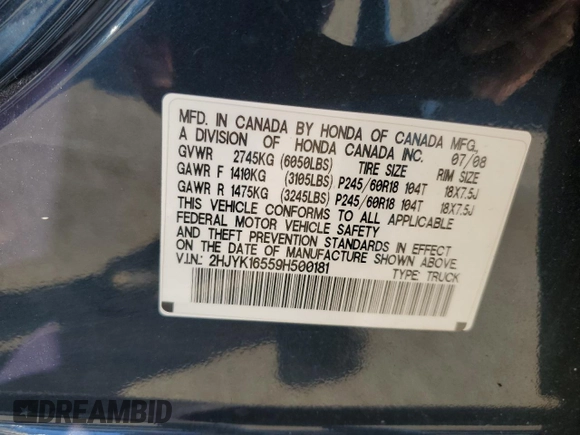 MFD. IN CANADA BY HONDA OF CANADA MFG.,
A DIVISION OF HONDA CANADA INC. 07/08
GVWR 2745KG (6050LBS) TIRE SIZE RIM SIZE
GAWR F 1410KG (3105LBS) P245/60R18 104T 18X7.5J
GAWR R 1475KG (3245LBS) P245/60R18 104T 18X7.5J
THIS VEHICLE CONFORMS TO ALL APPLICABLE
FEDERAL MOTOR VEHICLE SAFETY
AND THEFT PREVENTION STANDARDS IN EFFECT
ON THE DATE OF MANUFACTURE SHOWN ABOVE.
V.I.N.: 2HJYK16559H500181 TYPE: TRUCK
DREAMBID